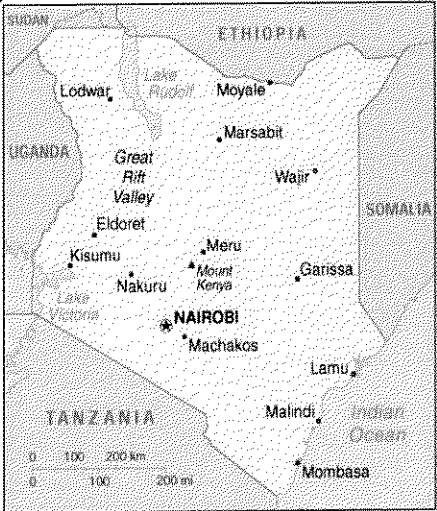 SUDAN
ETHIOPIA
Lake
Rudolf
Lodwar
Moyale
Marsabit
UGANDA
Great
Rift
Valley
Wajir
SOMALIA
Eldoret
Kisumu
Meru
Mount
Kenya
Nakuru
Garissa
Lake
Victoria
NAIROBI
Machakos
Lamu
TANZANIA
Malindi
Indian
Ocean
0 100 200 km
0 100 200 mi
Mombasa